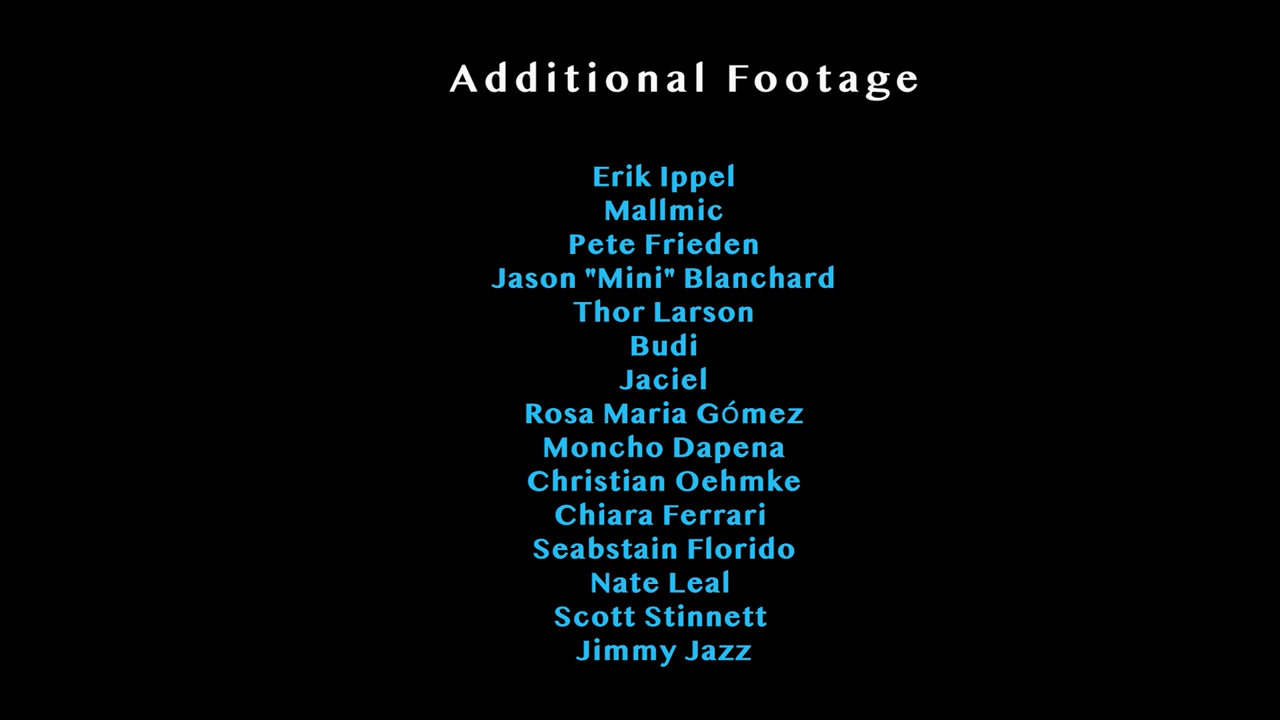 Additional Footage
Erik Ippel
Mallmic
Pete Frieden
Jason "Mini" Blanchard
Thor Larson
Budi
Jaciel
Rosa Maria Gómez
Moncho Dapena
Christian Oehmke
Chiara Ferrari
Seabstain Florido
Nate Leal
Scott Stinnett
Jimmy Jazz